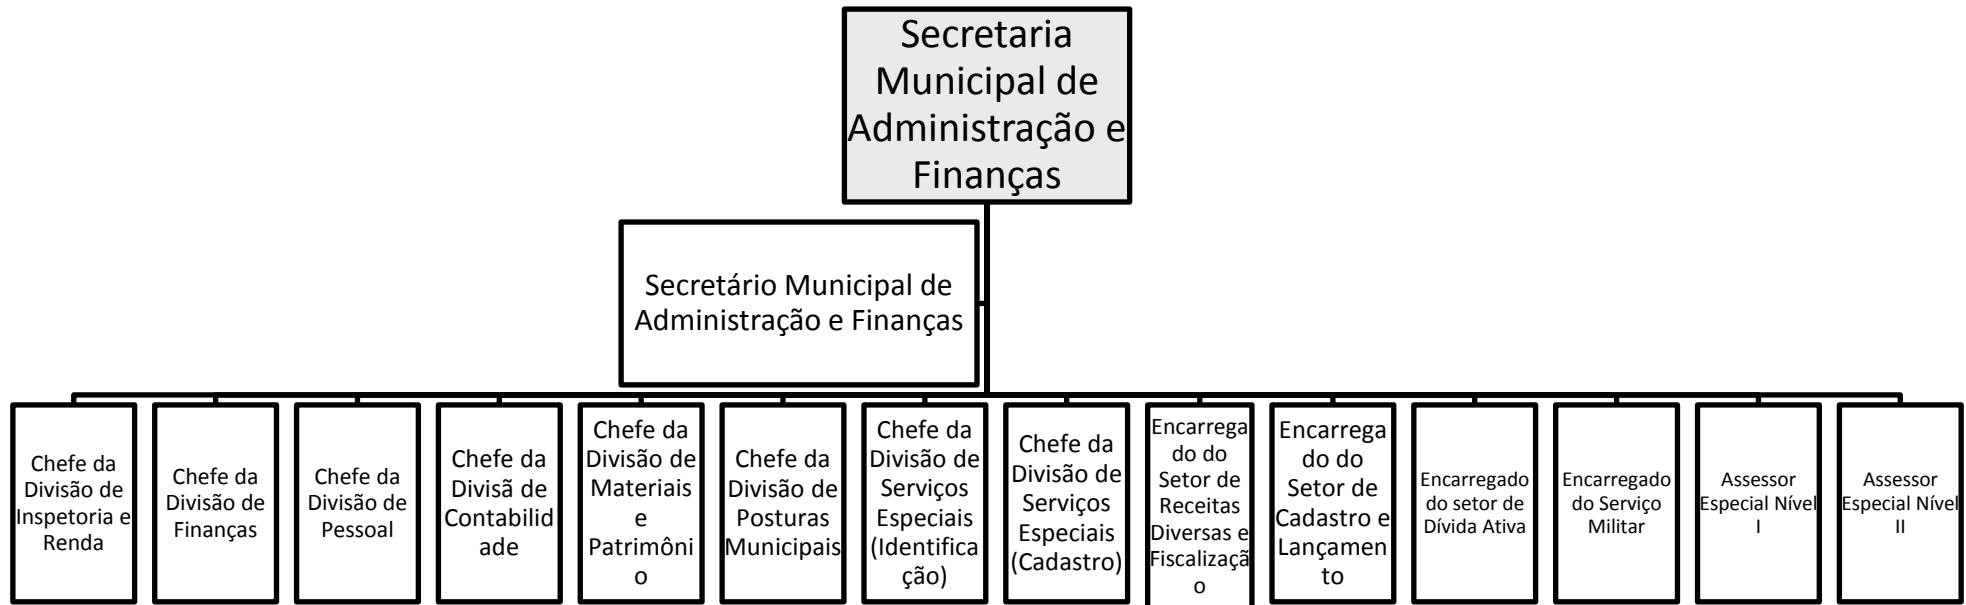 Secretaria
Municipal de
Administração e
Finanças
Secretário Municipal de
Administração e Finanças
Chefe da
Divisão de
Inspetoria e
Renda
Chefe da
Divisão de
Finanças
Chefe da
Divisão de
Pessoal
Chefe da
Divisã de
Contabilid
ade
Chefe da
Divisão de
Materiais
e
Patrimôni
o
Chefe da
Divisão de
Posturas
Municipais
Chefe da
Divisão de
Serviços
Especiais
(Identifica
ção)
Chefe da
Divisão de
Serviços
Especiais
(Cadastro)
Encarrega
do do
Setor de
Receitas
Diversas e
Fiscalizaçã
o
Encarrega
do do
Setor de
Cadastro e
Lançamen
to
Encarregado
do setor de
Dívida Ativa
Encarregado
do Serviço
Militar
Assessor
Especial Nível
I
Assessor
Especial Nível
II